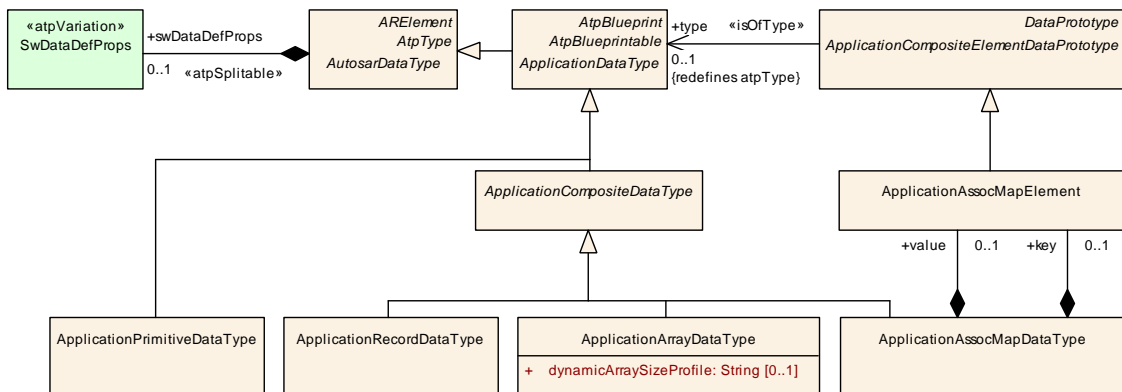 «atpVariation»
SwDataDefProps
+swDataDefProps
0..1
«atpSplitable»
ARElement
AtpType
AutosarDataType
AtpBlueprint
AtpBlueprintable
ApplicationDataType
+type
«isOfType»
0..1
{redefines atpType}
DataPrototype
ApplicationCompositeElementDataPrototype
ApplicationCompositeDataType
ApplicationAssocMapElement
+value
0..1
+key
0..1
ApplicationPrimitiveDataType
ApplicationRecordDataType
ApplicationArrayDataType
+ dynamicArraySizeProfile: String [0..1]
ApplicationAssocMapDataType